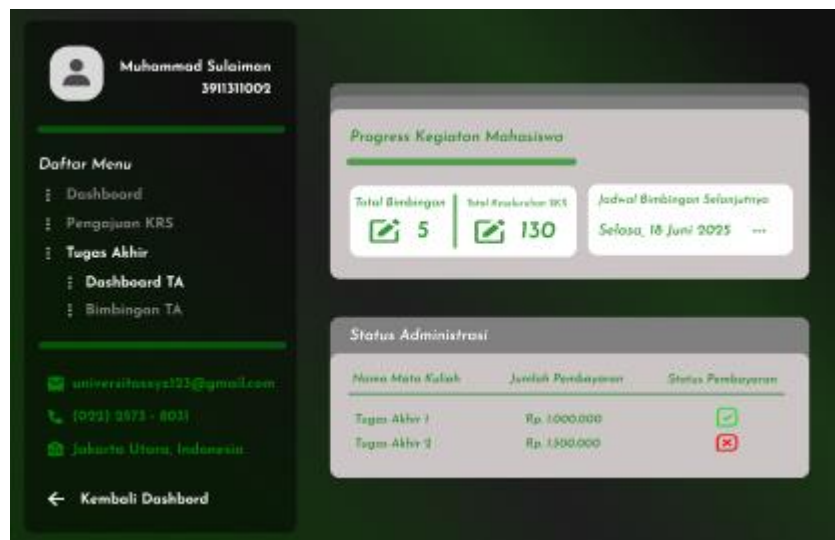 Muhammad Sulaiman
3911311002
Daftar Menu
Dashboard
Pengajuan KRS
Tugas Akhir
Dashboard TA
Bimbingan TA
universitasxyz123@gmail.com
(022) 2573 - 8031
Jakarta Utara, Indonesia
Kembali Dashbord
Progress Kegiatan Mahasiswa
Total Bimbingan
5
Total Keseluruhan SKS
130
Jadwal Bimbingan Selanjutnya
Selasa, 18 Juni 2025 ...
Status Administrasi
Nama Mata Kuliah Jumlah Pembayaran Status Pembayaran
Tugas Akhir 1 Rp. 1.000.000
Tugas Akhir 2 Rp. 1.500.000